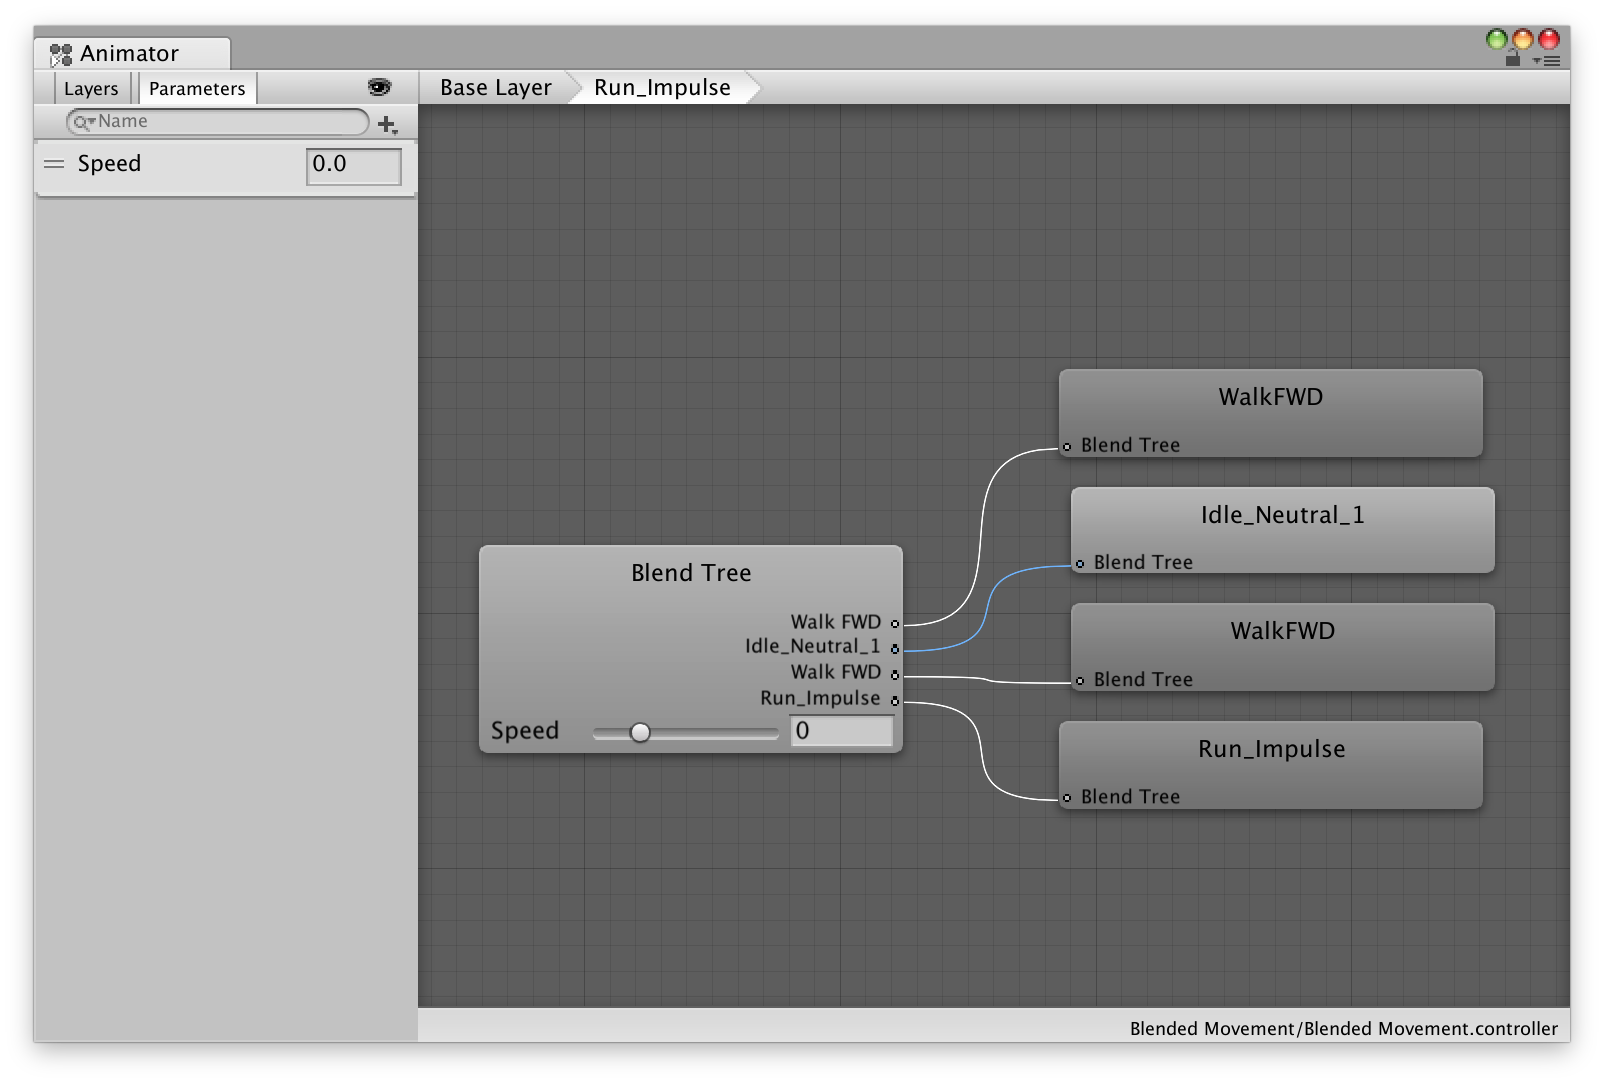 Animator
Layers
Parameters
Base Layer
Run_Impulse
Name
Speed
0.0
WalkFWD
Blend Tree
Idle_Neutral_1
Blend Tree
Blend Tree
Walk FWD
Idle_Neutral_1
Walk FWD
Run_Impulse
Speed
0
WalkFWD
Blend Tree
Run_Impulse
Blend Tree
Blended Movement/Blended Movement.controller